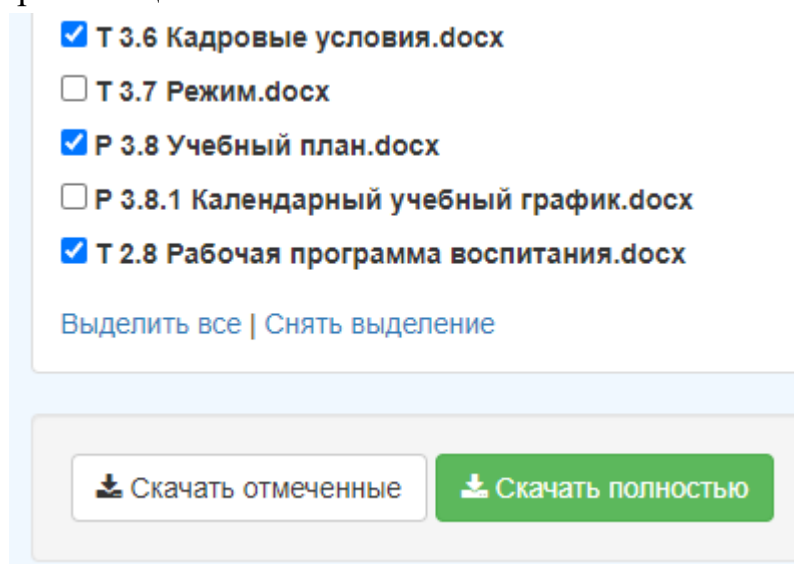 Т 3.6 Кадровые условия.docx
Т 3.7 Режим.docx
Р 3.8 Учебный план.docx
Р 3.8.1 Календарный учебный график.docx
Т 2.8 Рабочая программа воспитания.docx
Выделить все | Снять выделение
Скачать отмеченные Скачать полностью